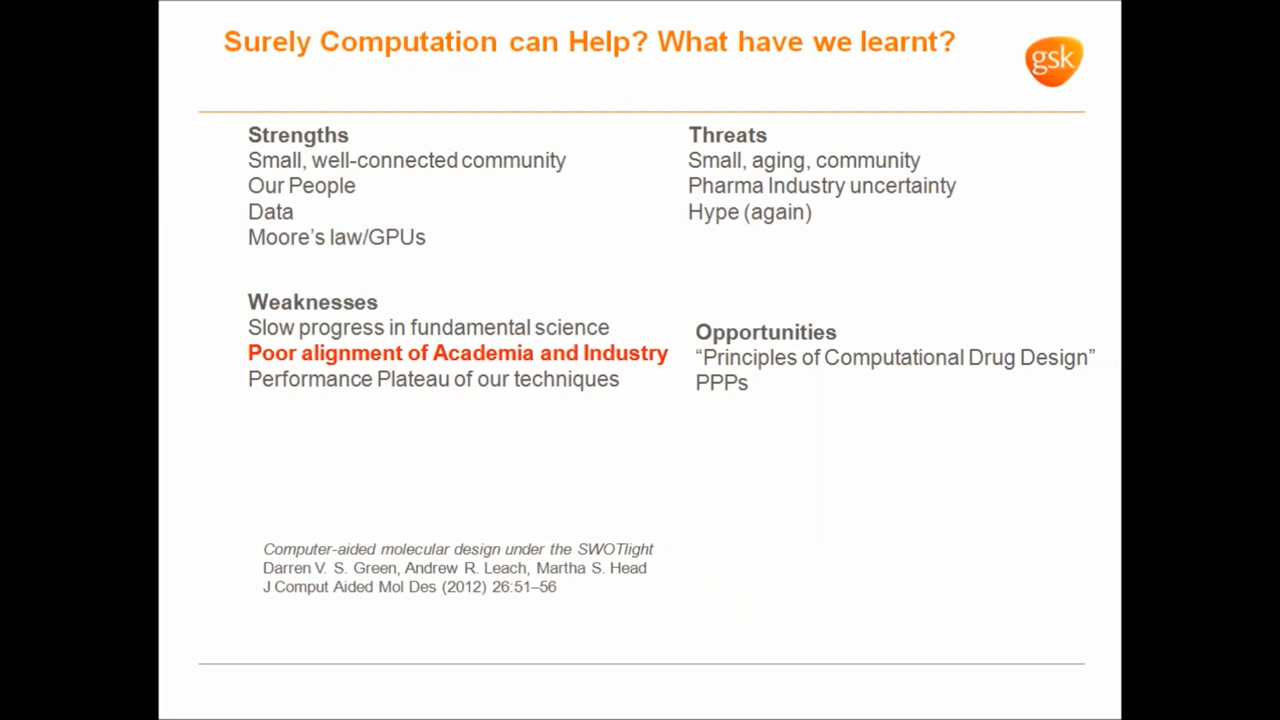 Surely Computation can Help? What have we learnt?
gsk
Strengths
Small, well-connected community
Our People
Data
Moore's law/GPUs
Threats
Small, aging, community
Pharma Industry uncertainty
Hype (again)
Weaknesses
Slow progress in fundamental science
Poor alignment of Academia and Industry
Performance Plateau of our techniques
Opportunities
“Principles of Computational Drug Design”
PPPs
Computer-aided molecular design under the SWOTlight
Darren V. S. Green, Andrew R. Leach, Martha S. Head
J Comput Aided Mol Des (2012) 26:51–56